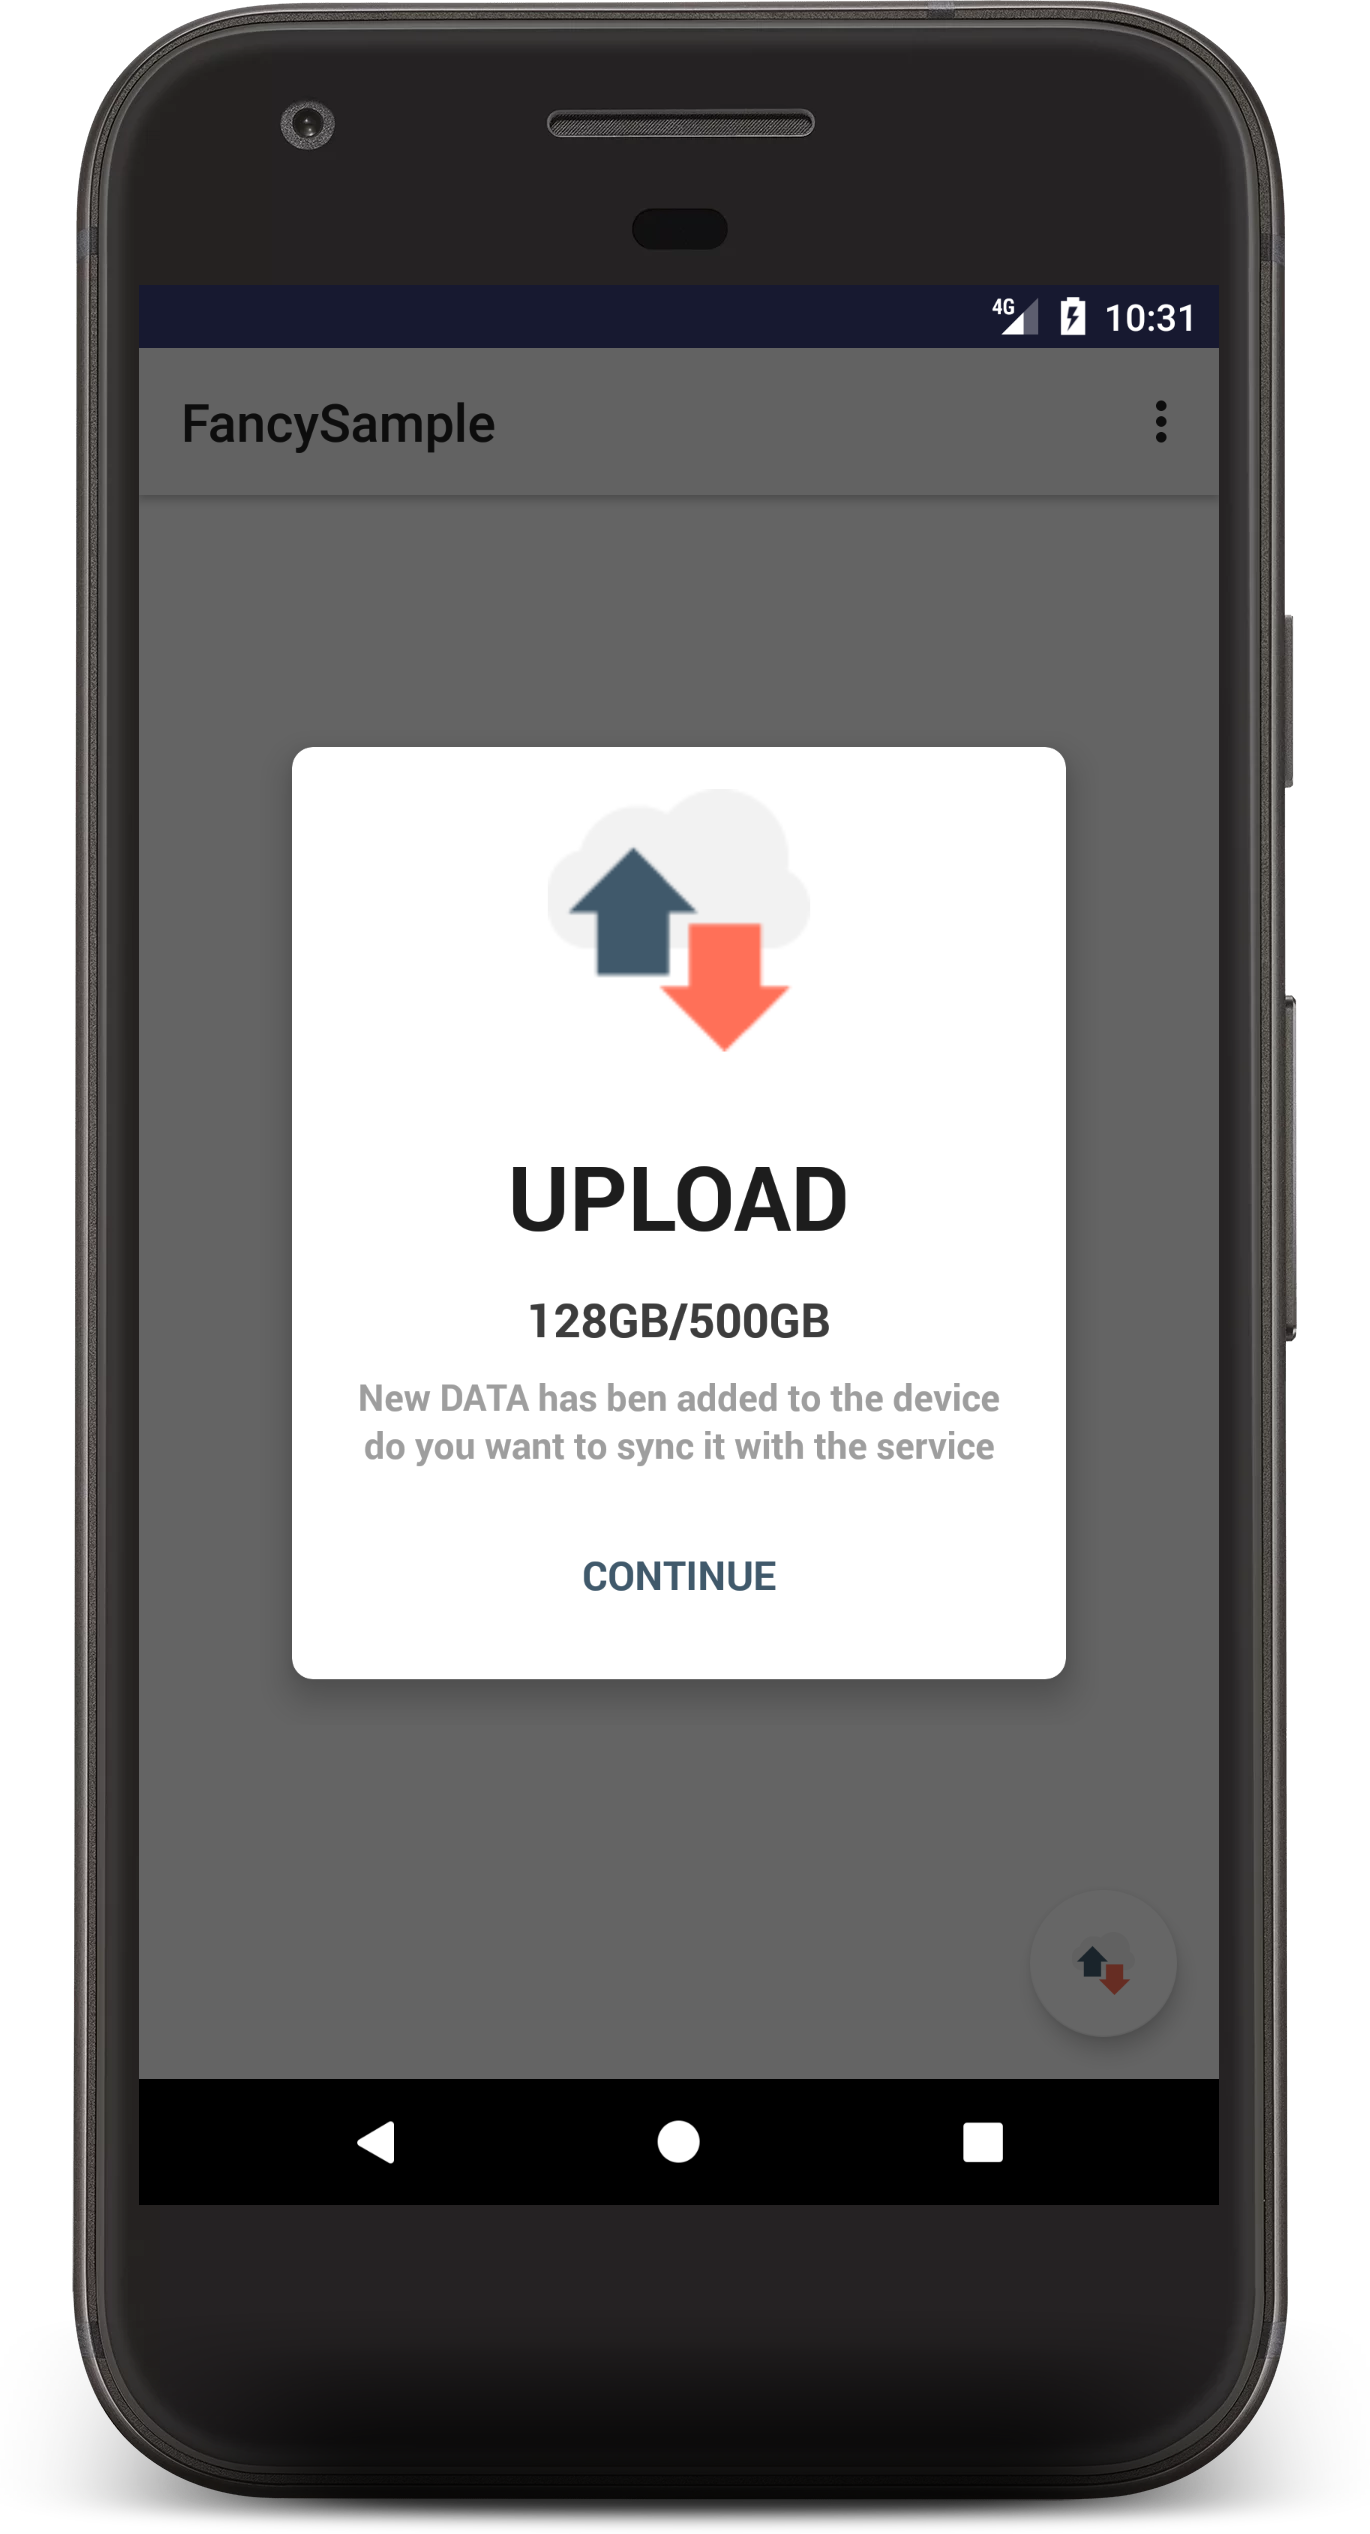 4G 10:31
FancySample
UPLOAD
128GB/500GB
New DATA has ben added to the device
do you want to sync it with the service
CONTINUE